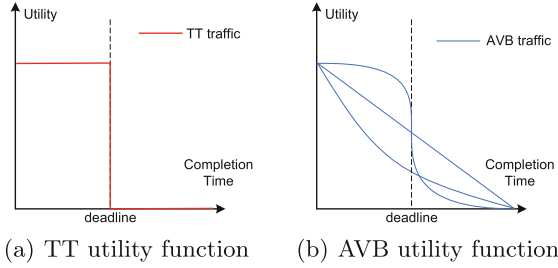 Utility
TT traffic
Completion
Time
deadline
(a) TT utility function
Utility
AVB traffic
Completion
Time
deadline
(b) AVB utility function